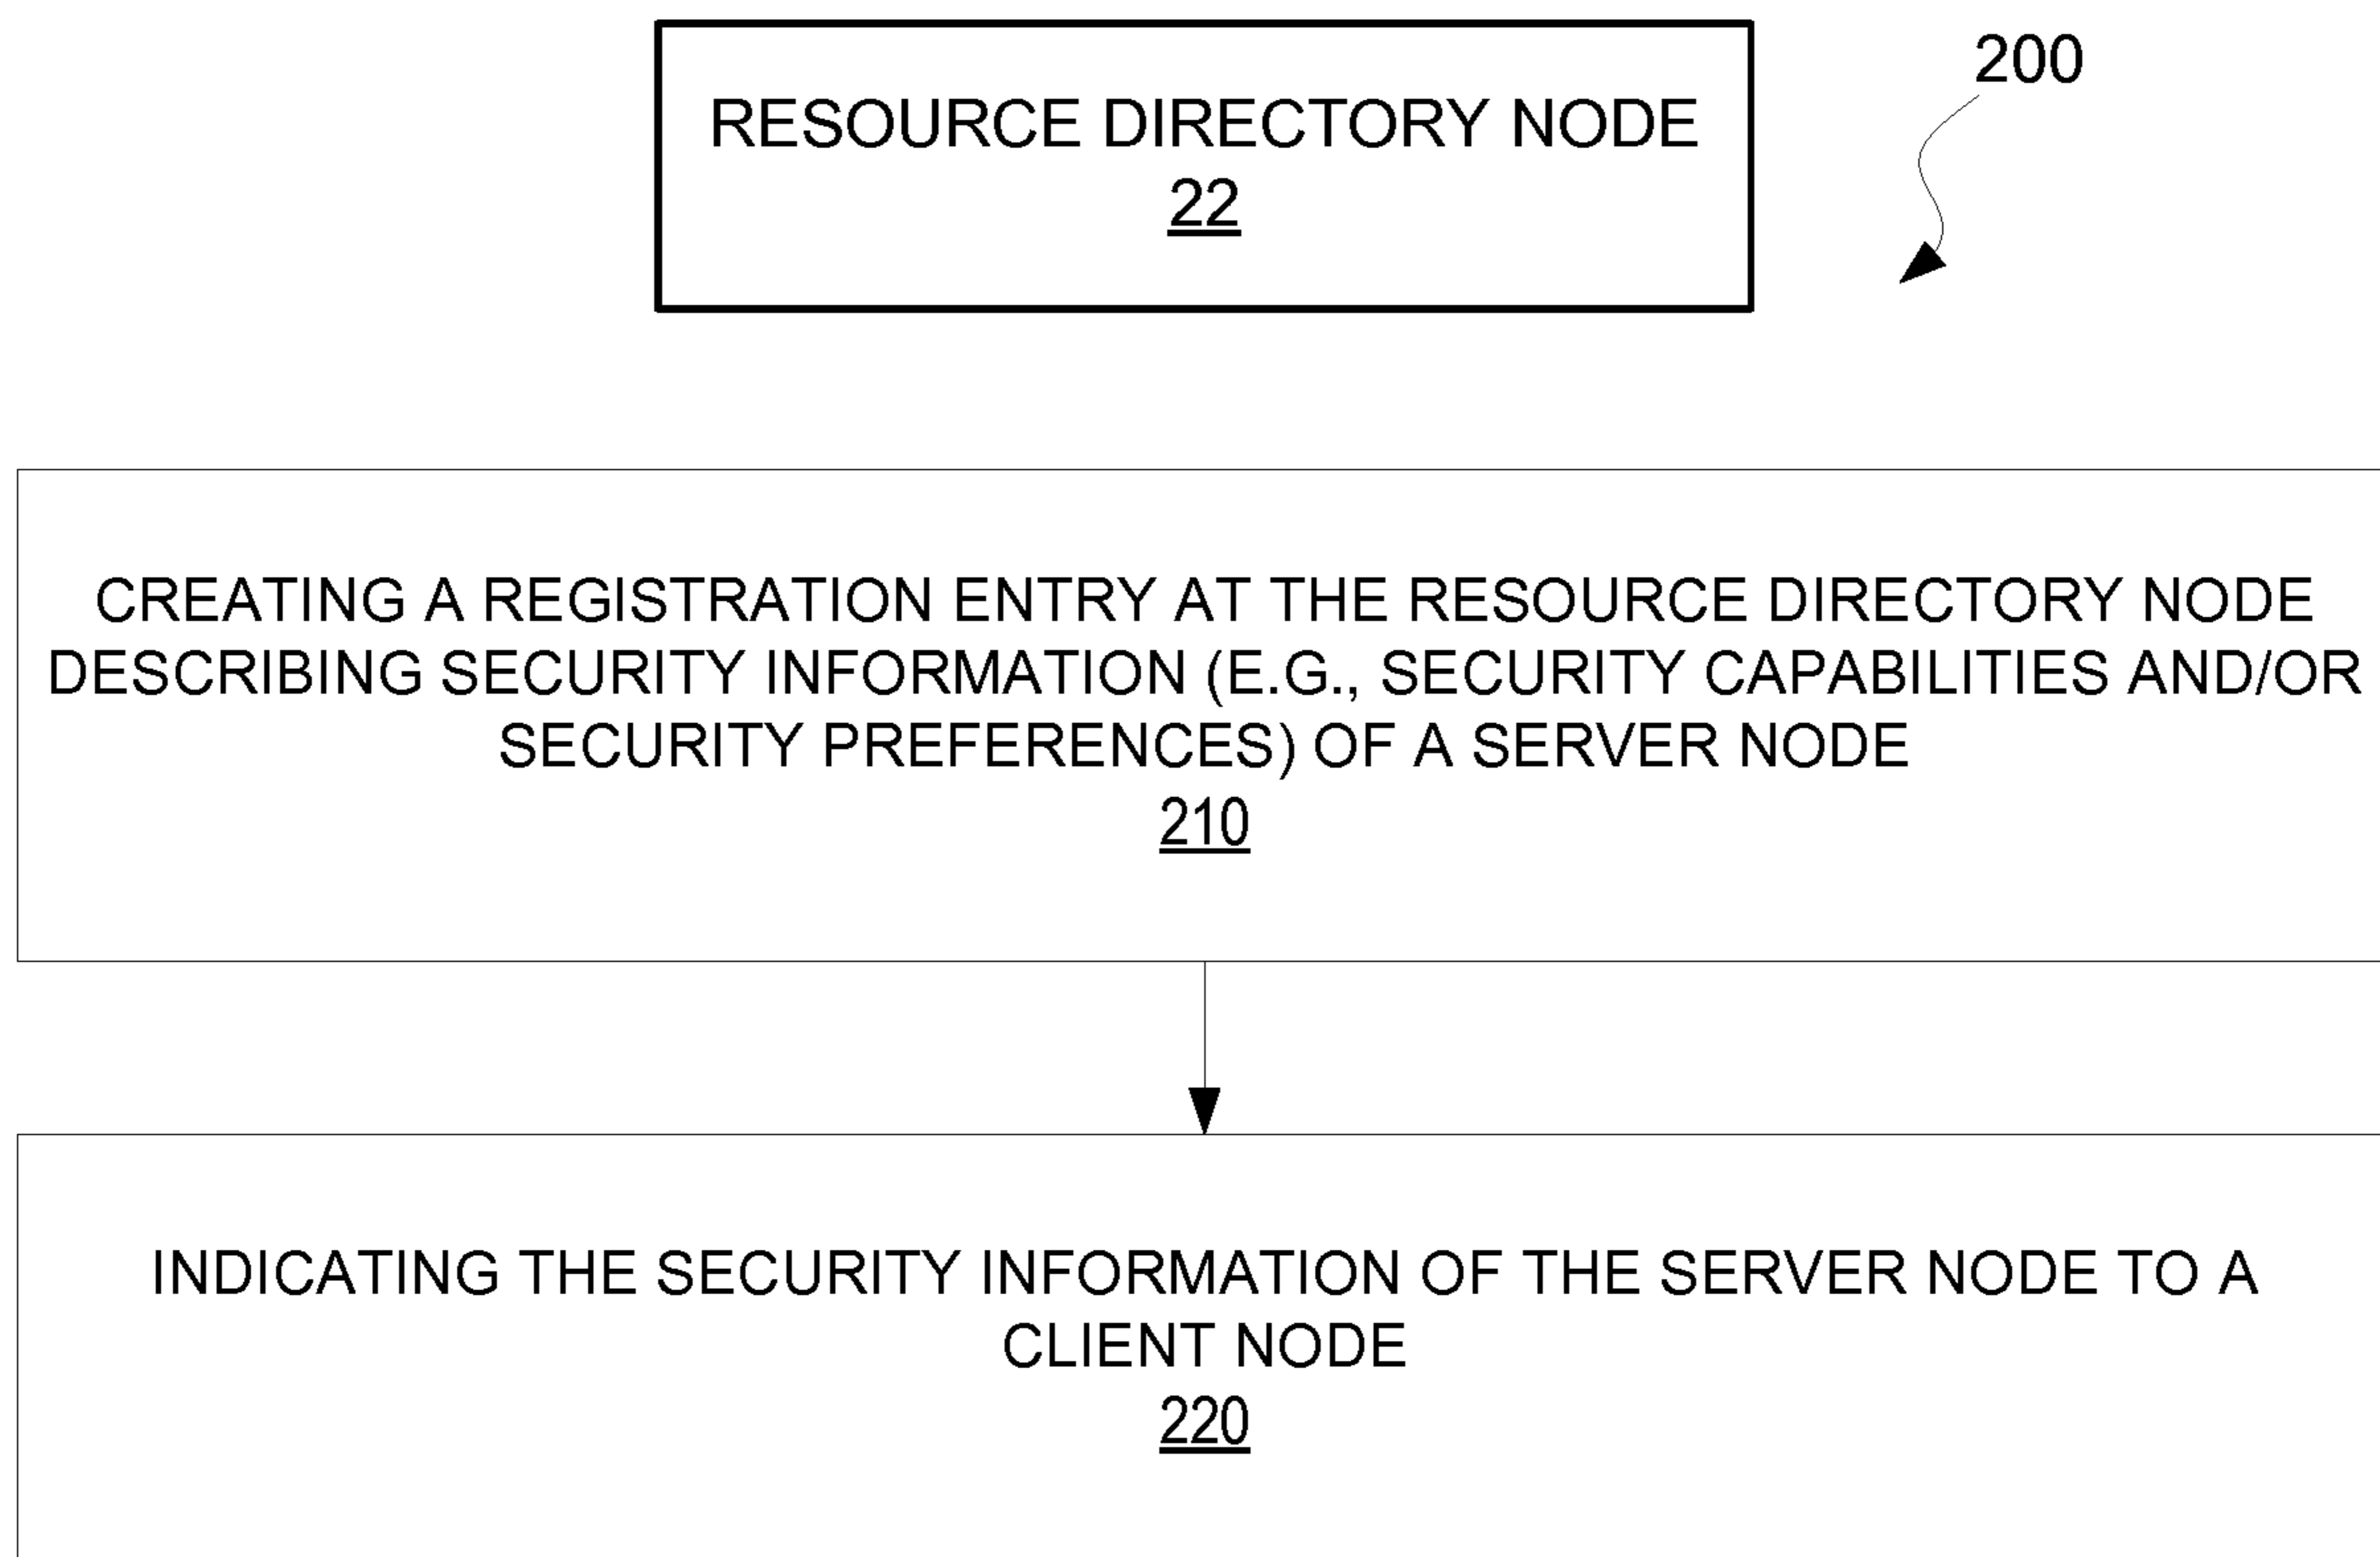 RESOURCE DIRECTORY NODE
22
200
CREATING A REGISTRATION ENTRY AT THE RESOURCE DIRECTORY NODE
DESCRIBING SECURITY INFORMATION (E.G., SECURITY CAPABILITIES AND/OR
SECURITY PREFERENCES) OF A SERVER NODE
210
INDICATING THE SECURITY INFORMATION OF THE SERVER NODE TO A
CLIENT NODE
220